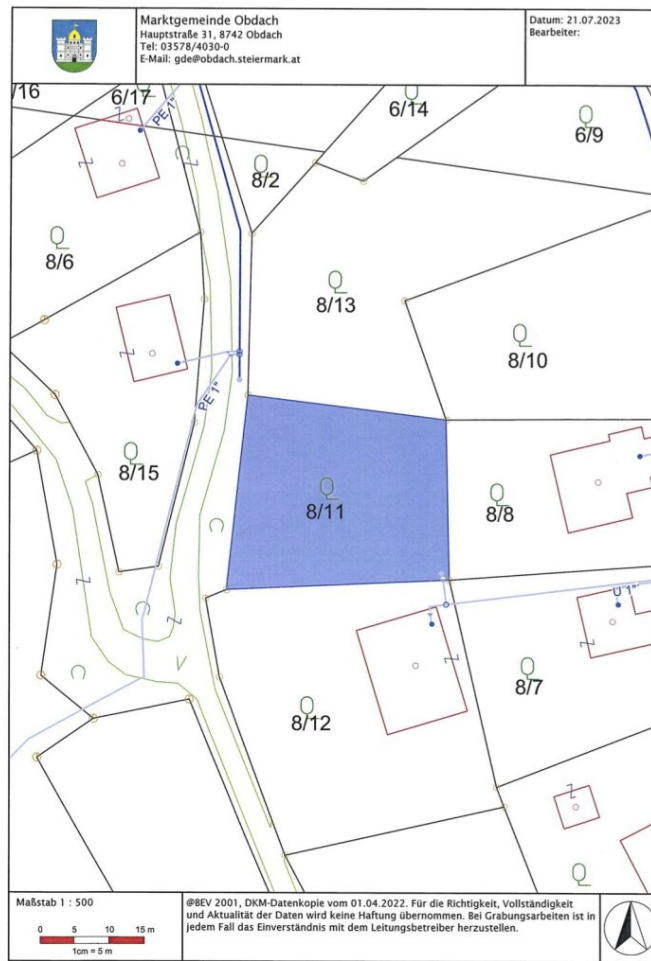 Marktgemeinde Obdach
Hauptstraße 31, 8742 Obdach
Tel: 03578/4030-0
E-Mail: gde@obdach.steiermark.at
Datum: 21.07.2023
Bearbeiter:
/16
6/17
PE 1"
6/14
6/9
8/2
8/6
8/13
8/10
PE 1"
8/15
8/11
8/8
U 1"
8/7
8/12
V
Maßstab 1 : 500
0 5 10 15 m
1cm = 5 m
@BEV 2001, DKM-Datenkopie vom 01.04.2022. Für die Richtigkeit, Vollständigkeit
und Aktualität der Daten wird keine Haftung übernommen. Bei Grabungsarbeiten ist in
jedem Fall das Einverständnis mit dem Leitungsbetreiber herzustellen.